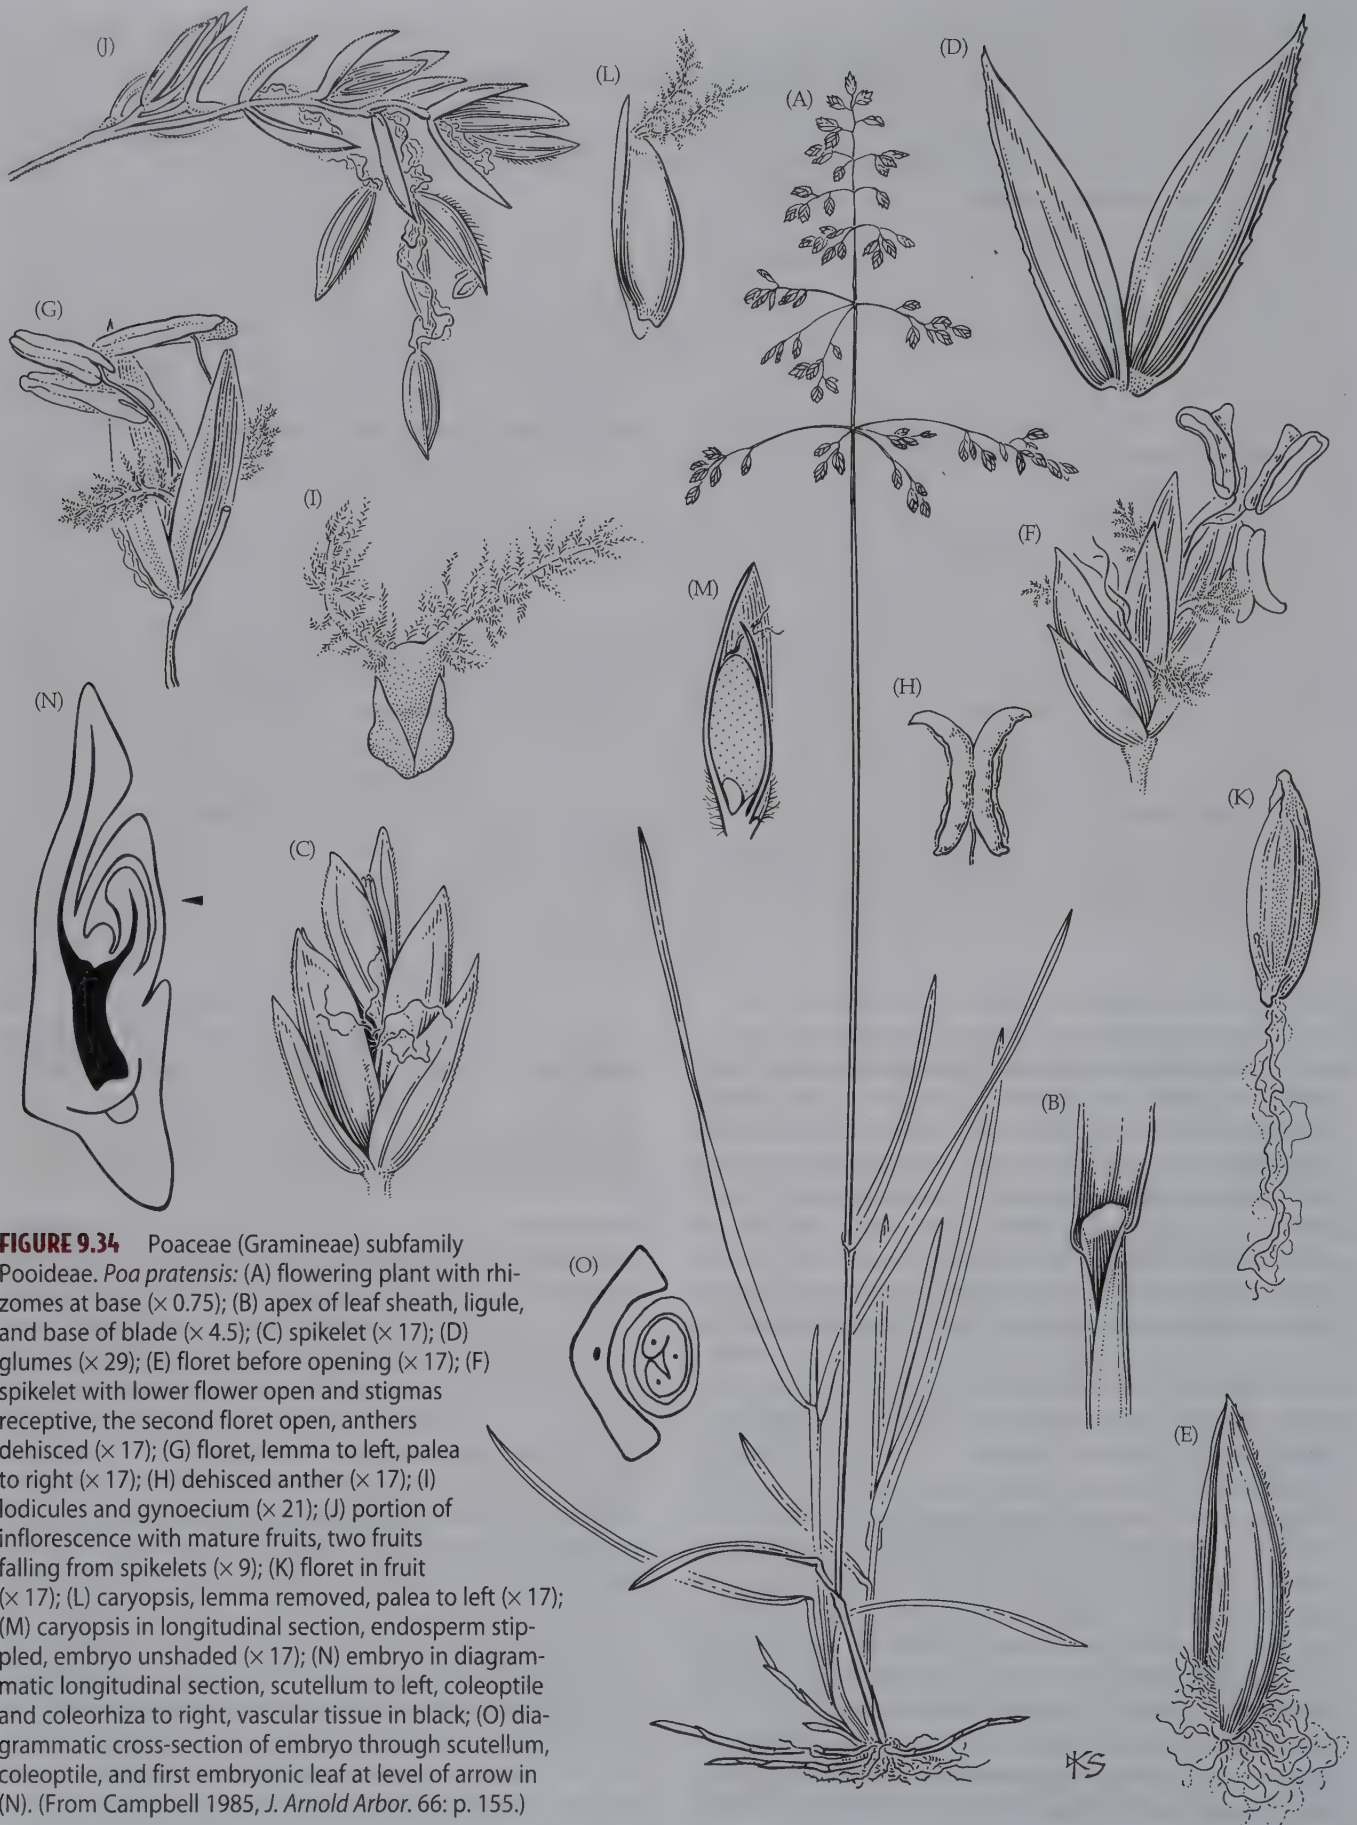 (J)
(L)
(A)
(D)
(G)
(I)
(F)
(M)
(H)
(N)
(K)
(C)
(B)
(O)
(E)
FIGURE 9.34 Poaceae (Gramineae) subfamily
Pooideae. Poa pratensis: (A) flowering plant with rhi-
zomes at base (× 0.75); (B) apex of leaf sheath, ligule,
and base of blade (× 4.5); (C) spikelet (× 17); (D)
glumes (× 29); (E) floret before opening (× 17); (F)
spikelet with lower flower open and stigmas
receptive, the second floret open, anthers
dehisced (× 17); (G) floret, lemma to left, palea
to right (× 17); (H) dehisced anther (× 17); (I)
lodicules and gynoecium (× 21); (J) portion of
inflorescence with mature fruits, two fruits
falling from spikelets (× 9); (K) floret in fruit
(× 17); (L) caryopsis, lemma removed, palea to left (× 17);
(M) caryopsis in longitudinal section, endosperm stip-
pled, embryo unshaded (× 17); (N) embryo in diagram-
matic longitudinal section, scutellum to left, coleoptile
and coleorhiza to right, vascular tissue in black; (O) dia-
grammatic cross-section of embryo through scutellum,
coleoptile, and first embryonic leaf at level of arrow in
(N). (From Campbell 1985, J. Arnold Arbor. 66: p. 155.)
KS